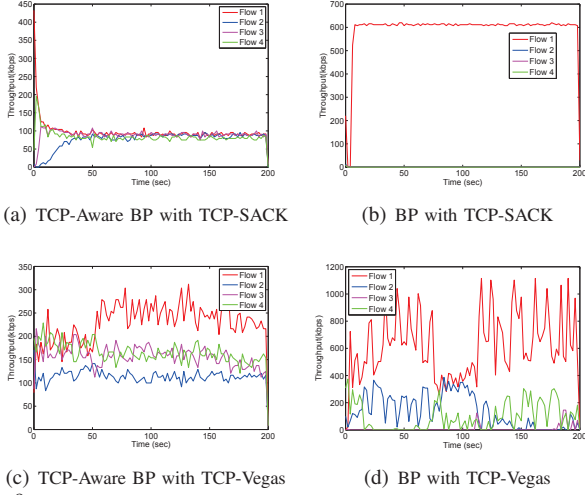 450
400
350
300
250
200
150
100
50
0
Throughput(kbps)
0 50 100 150 200
Time (sec)
Flow 1
Flow 2
Flow 3
Flow 4
(a) TCP-Aware BP with TCP-SACK
700
600
500
400
300
200
100
0
Throughput(kbps)
0 50 100 150 200
Time (sec)
Flow 1
Flow 2
Flow 3
Flow 4
(b) BP with TCP-SACK
350
300
250
200
150
100
50
0
Throughput(kbps)
0 50 100 150 200
Time (sec)
Flow 1
Flow 2
Flow 3
Flow 4
(c) TCP-Aware BP with TCP-Vegas
1200
1000
800
600
400
200
0
Throughput(kbps)
0 50 100 150 200
Time (sec)
Flow 1
Flow 2
Flow 3
Flow 4
(d) BP with TCP-Vegas